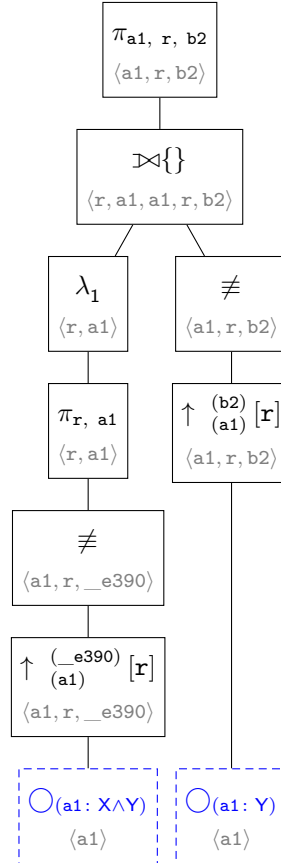 π a1, r, b2
⟨a1, r, b2⟩
⟕{}
⟨r, a1, a1, r, b2⟩
λ1
⟨r, a1⟩
≢
⟨a1, r, b2⟩
π r, a1
⟨r, a1⟩
↑ (b2) (a1) [r]
⟨a1, r, b2⟩
≢
⟨a1, r, __e390⟩
↑ (__e390) (a1) [r]
⟨a1, r, __e390⟩
◯(a1: X∧Y)
⟨a1⟩
◯(a1: Y)
⟨a1⟩